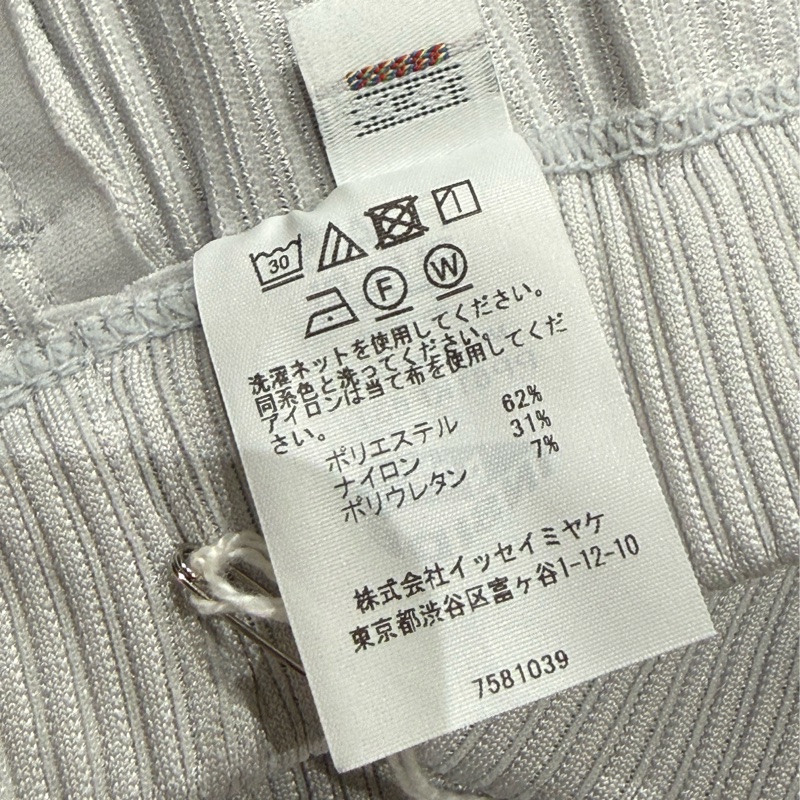 30
F W
洗濯ネットを使用してください。
同系色と洗ってください。
アイロンは当て布を使用してくだ
さい。
ポリエステル 62%
ナイロン 31%
ポリウレタン 7%
株式会社イッセイミヤケ
東京都渋谷区富ヶ谷1-12-10
7581039